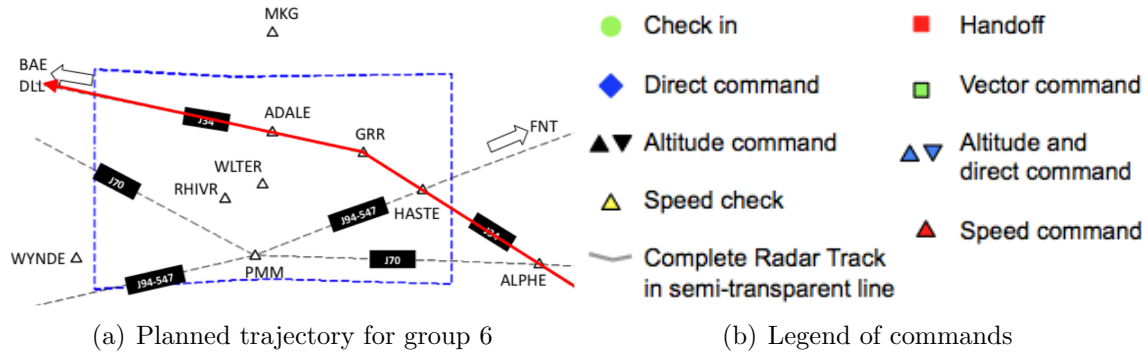 MKG
BAE
DLL
J34
ADALE
GRR
FNT
WLTER
J70
RHIVR
J94-547
HASTE
J34
WYNDE
J94-547
PMM
J70
ALPHE
(a) Planned trajectory for group 6
Check in
Handoff
Direct command
Vector command
Altitude command
Altitude and
direct command
Speed check
Speed command
Complete Radar Track
in semi-transparent line
(b) Legend of commands